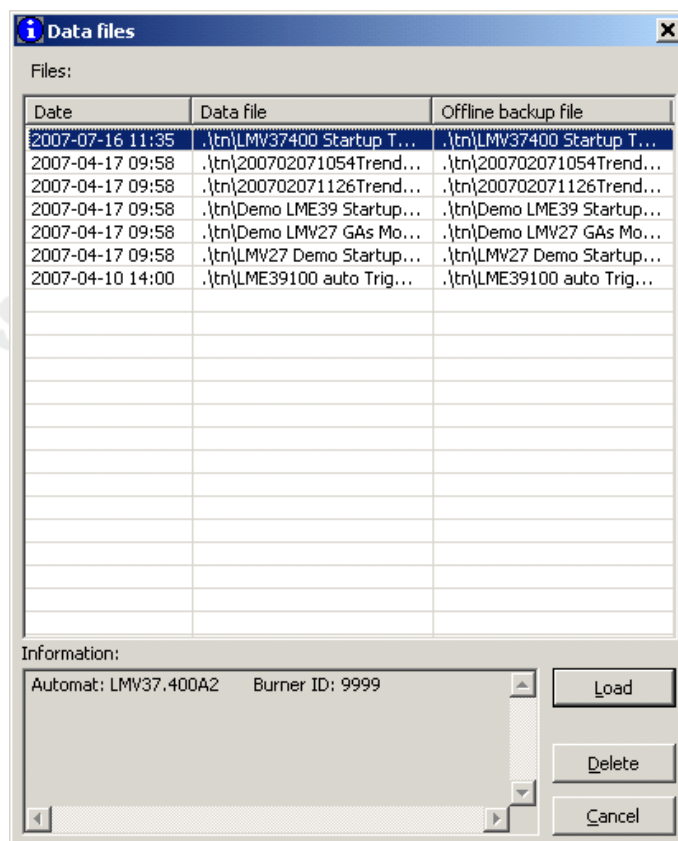 Data files
Files:
Date Data file Offline backup file
2007-07-16 11:35 .\tn\LMV37400 Startup T... .\tn\LMV37400 Startup T...
2007-04-17 09:58 .\tn\200702071054Trend... .\tn\200702071054Trend...
2007-04-17 09:58 .\tn\200702071126Trend... .\tn\200702071126Trend...
2007-04-17 09:58 .\tn\Demo LME39 Startup... .\tn\Demo LME39 Startup...
2007-04-17 09:58 .\tn\Demo LMV27 GAs Mo... .\tn\Demo LMV27 GAs Mo...
2007-04-17 09:58 .\tn\LMV27 Demo Startup... .\tn\LMV27 Demo Startup...
2007-04-10 14:00 .\tn\LME39100 auto Trig... .\tn\LME39100 auto Trig...
Information:
Automat: LMV37.400A2 Burner ID: 9999
Load
Delete
Cancel